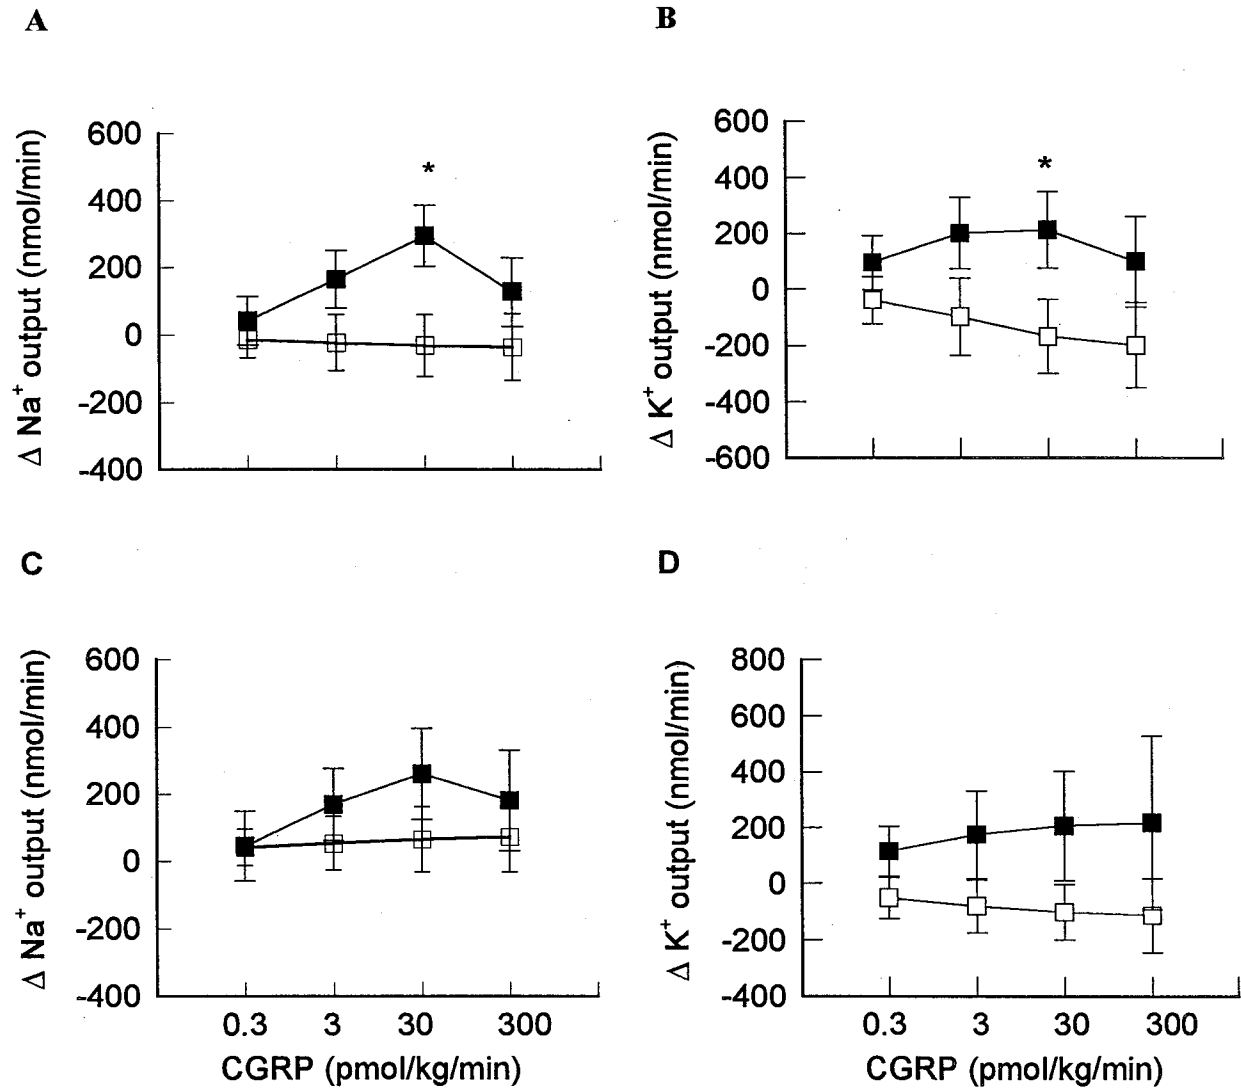 A
B
600
400
200
0
-200
-400
Δ Na⁺ output (nmol/min)
*
600
400
200
0
-200
-400
-600
Δ K⁺ output (nmol/min)
*
C
D
600
400
200
0
-200
-400
Δ Na⁺ output (nmol/min)
0.3 3 30 300
CGRP (pmol/kg/min)
800
600
400
200
0
-200
-400
Δ K⁺ output (nmol/min)
0.3 3 30 300
CGRP (pmol/kg/min)